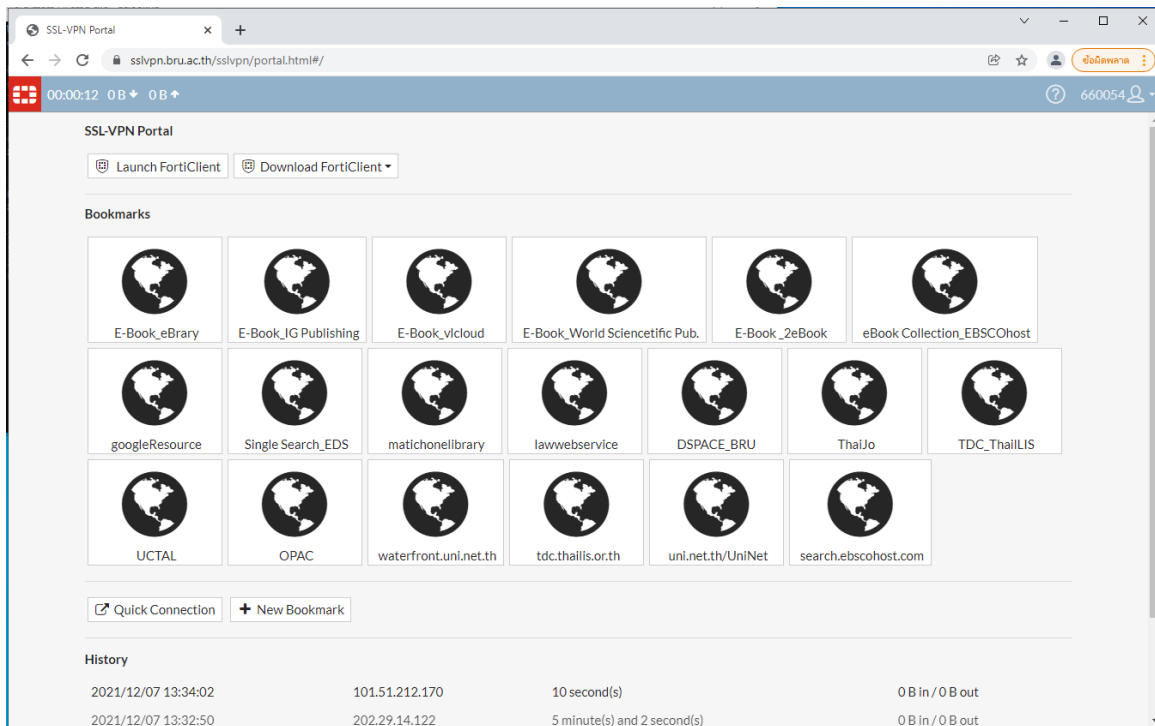 SSL-VPN Portal
sslvpn.bru.ac.th/sslvpn/portal.html#/
ข้อผิดพลาด
00:00:12 0 B 0 B
660054
SSL-VPN Portal
Launch FortiClient Download FortiClient
Bookmarks
E-Book_eBrary E-Book_IG Publishing E-Book_vlcloud E-Book_World Sciencetific Pub. E-Book _2eBook eBook Collection_EBSCOhost
googleResource Single Search_EDS matichonelibrary lawwebservice DSPACE_BRU ThaiJo TDC_ThailLIS
UCTAL OPAC waterfront.uni.net.th tdc.thailis.or.th uni.net.th/UniNet search.ebscohost.com
Quick Connection New Bookmark
History
2021/12/07 13:34:02 101.51.212.170 10 second(s) 0 B in / 0 B out
2021/12/07 13:32:50 202.29.14.122 5 minute(s) and 2 second(s) 0 B in / 0 B out